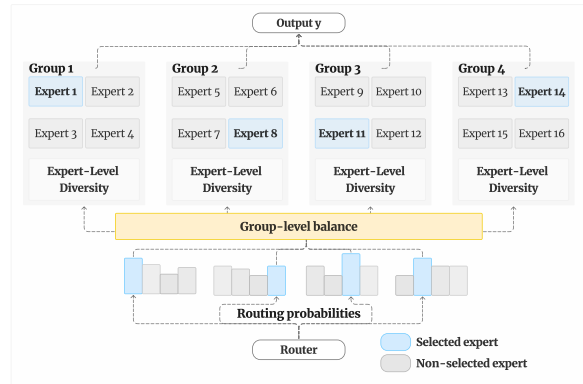 Output y
Group 1
Group 2
Group 3
Group 4
Expert 1
Expert 2
Expert 5
Expert 6
Expert 9
Expert 10
Expert 13
Expert 14
Expert 3
Expert 4
Expert 7
Expert 8
Expert 11
Expert 12
Expert 15
Expert 16
Expert-Level
Diversity
Expert-Level
Diversity
Expert-Level
Diversity
Expert-Level
Diversity
Group-level balance
Routing probabilities
Router
Selected expert
Non-selected expert